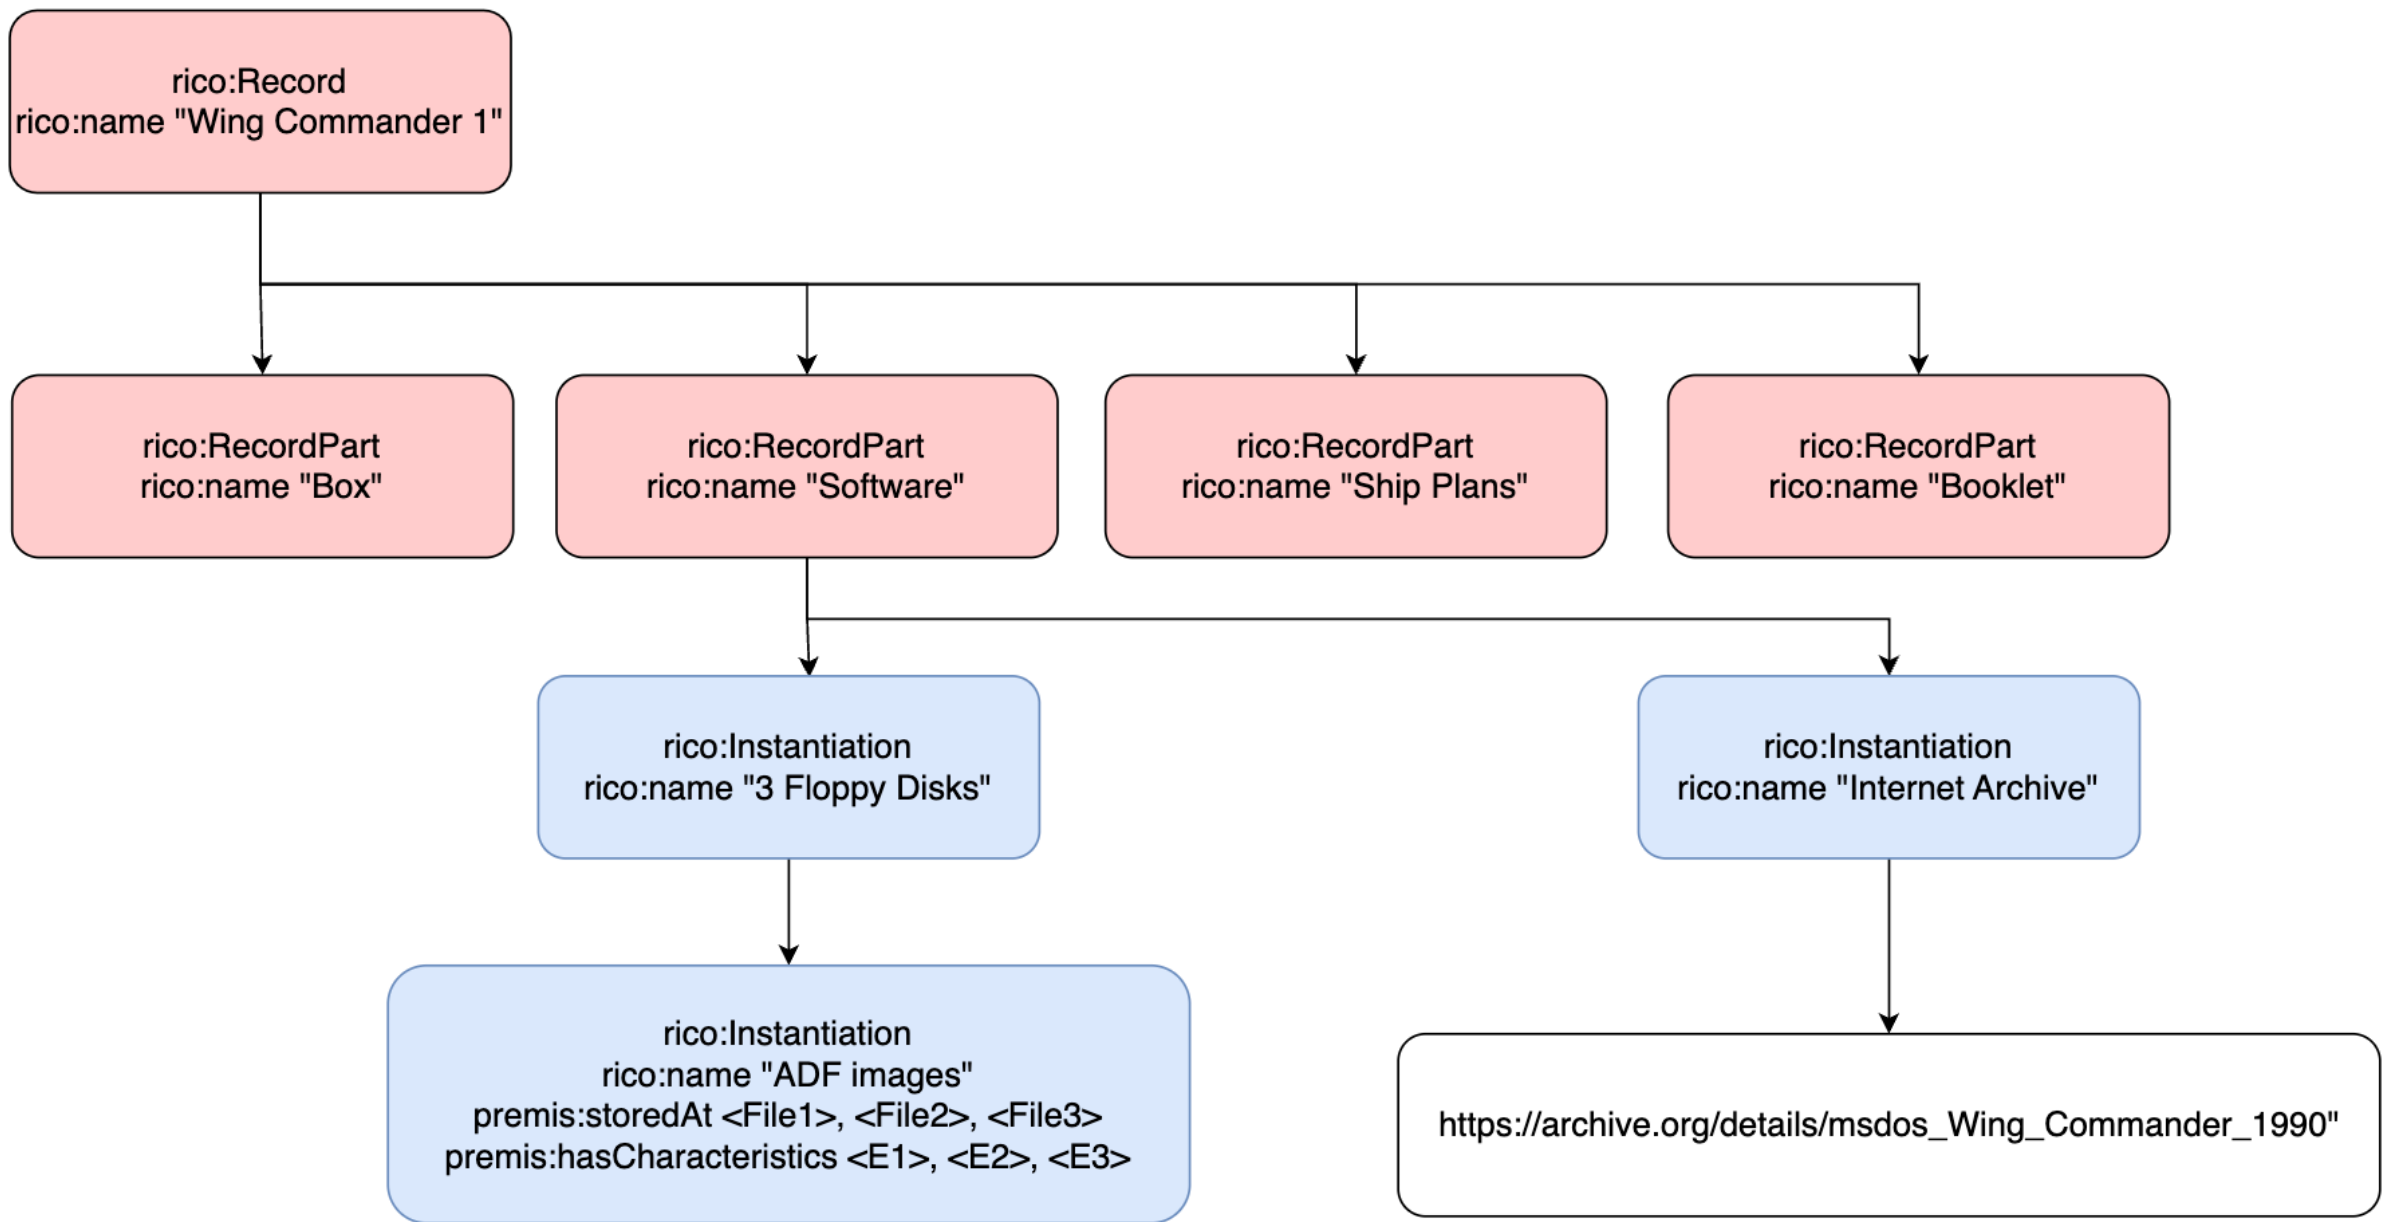 rico:Record
rico:name "Wing Commander 1"
rico:RecordPart
rico:name "Box"
rico:RecordPart
rico:name "Software"
rico:RecordPart
rico:name "Ship Plans"
rico:RecordPart
rico:name "Booklet"
rico:Instantiation
rico:name "3 Floppy Disks"
rico:Instantiation
rico:name "Internet Archive"
rico:Instantiation
rico:name "ADF images"
premis:storedAt <File1>, <File2>, <File3>
premis:hasCharacteristics <E1>, <E2>, <E3>
https://archive.org/details/msdos_Wing_Commander_1990"